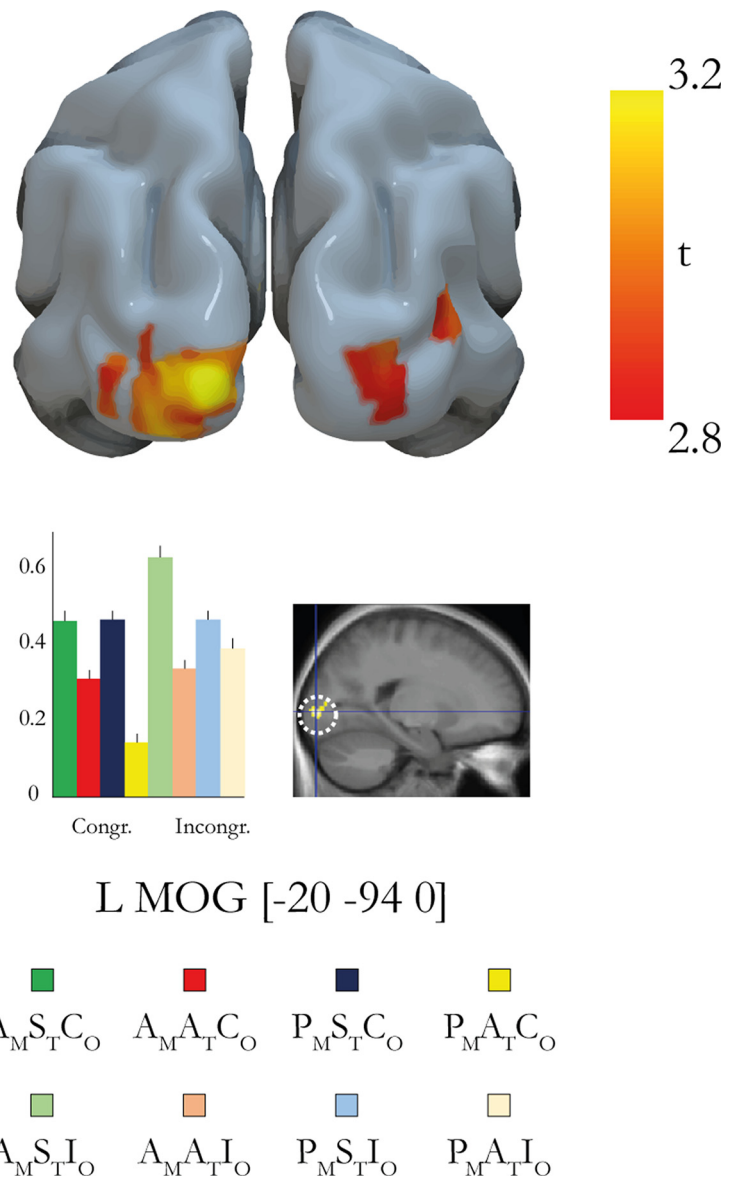 3.2
t
2.8
0.6
0.4
0.2
0
Congr. Incongr.
L MOG [-20 -94 0]
AMSTCO AMATCO PMSTCO PMATCO
AMSTIO AMATIO PMSTIO PMATIO